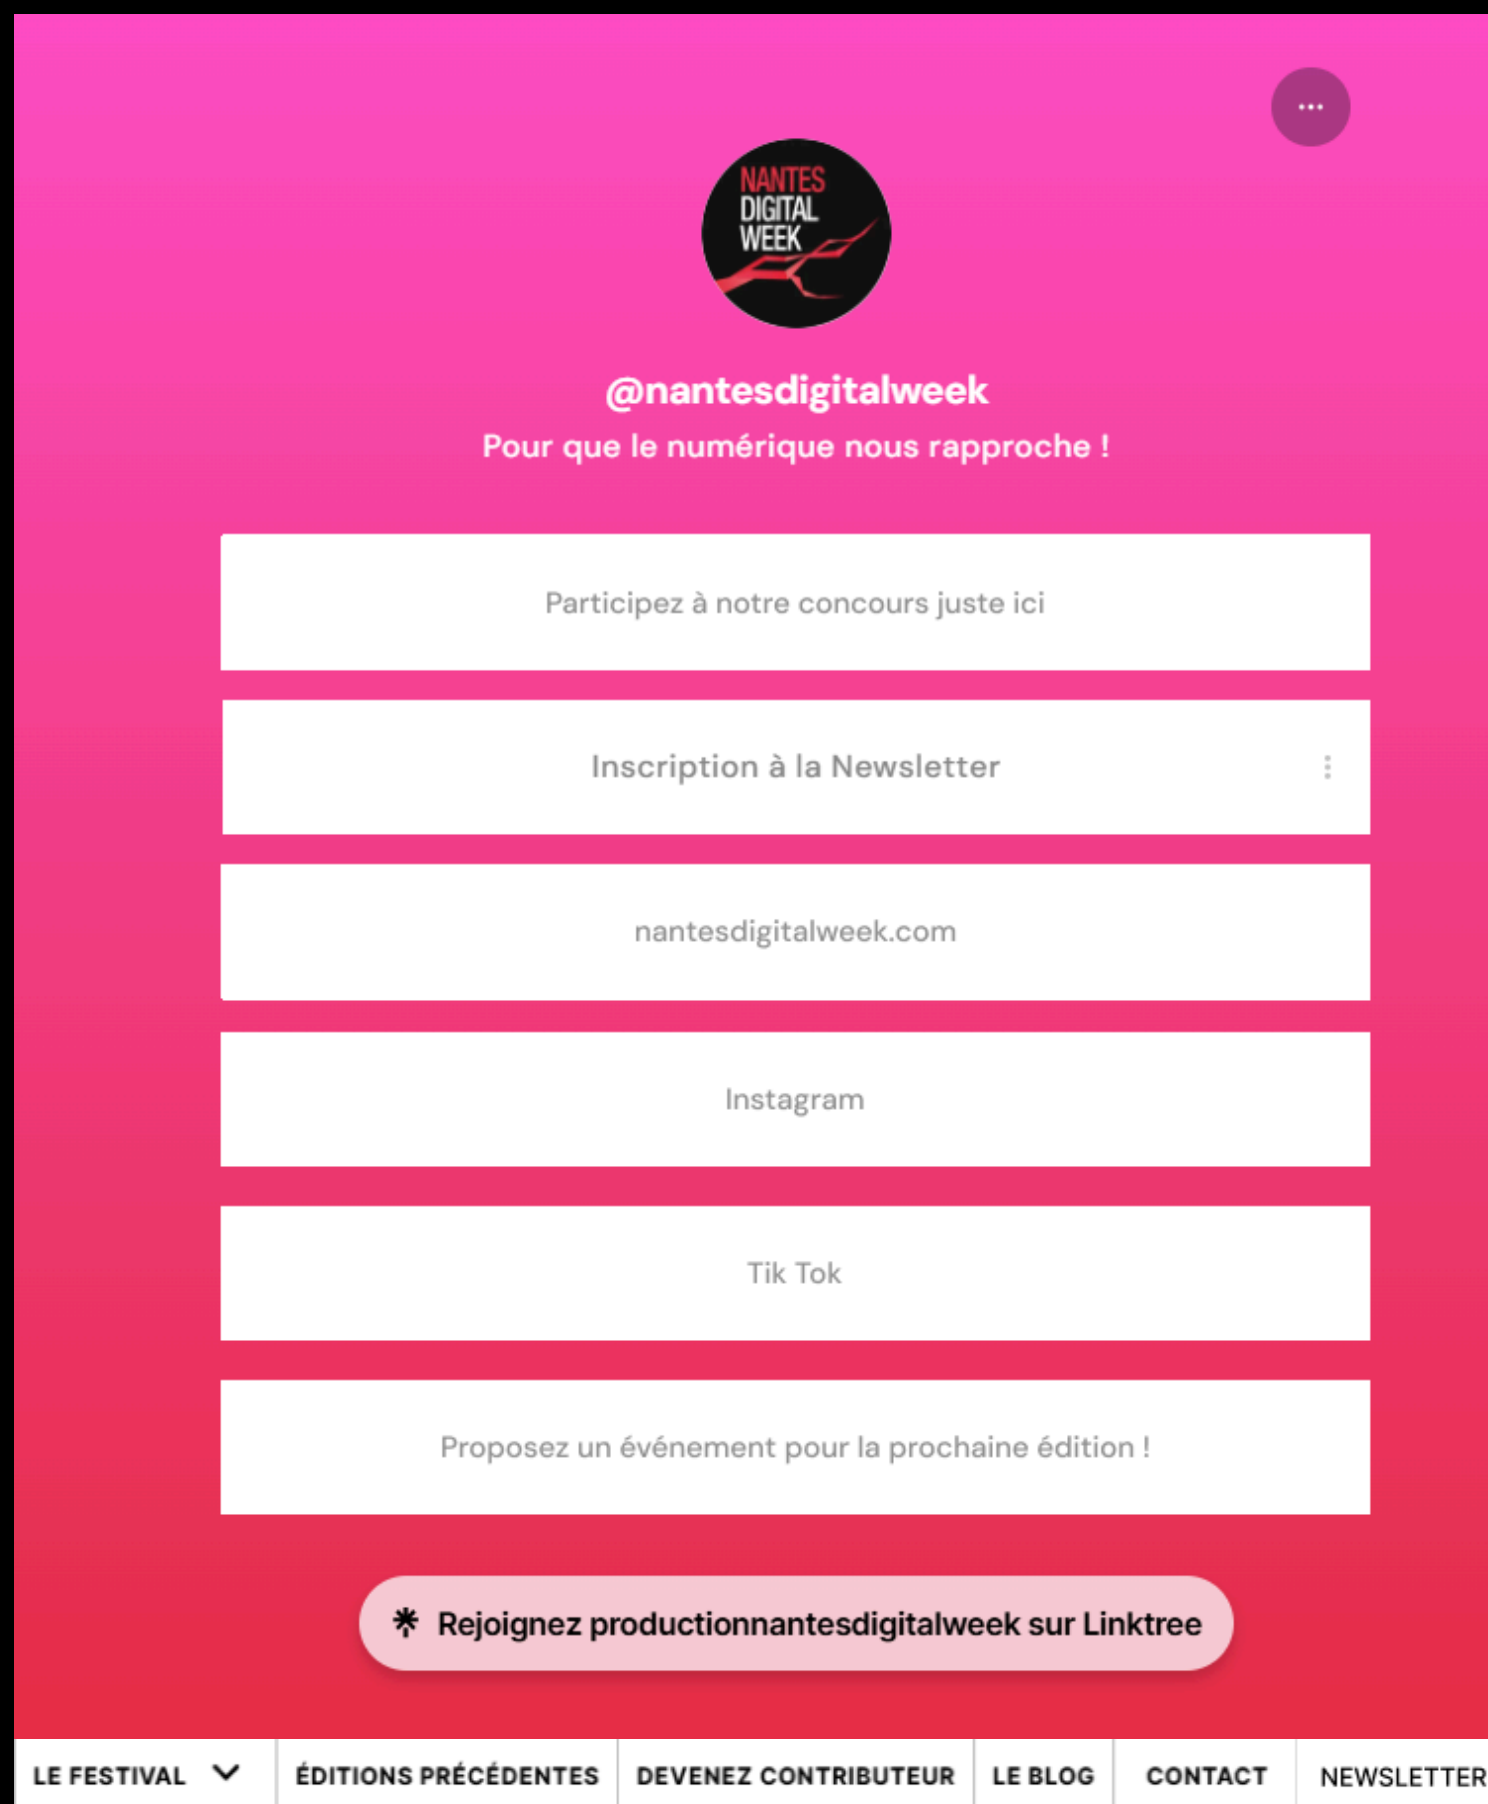 NANTES
DIGITAL
WEEK
@nantesdigitalweek
Pour que le numérique nous rapproche !
Participez à notre concours juste ici
Inscription à la Newsletter
nantesdigitalweek.com
Instagram
Tik Tok
Proposez un événement pour la prochaine édition !
Rejoignez productionnantesdigitalweek sur Linktree
LE FESTIVAL ÉDITIONS PRÉCÉDENTES DEVENEZ CONTRIBUTEUR LE BLOG CONTACT NEWSLETTER